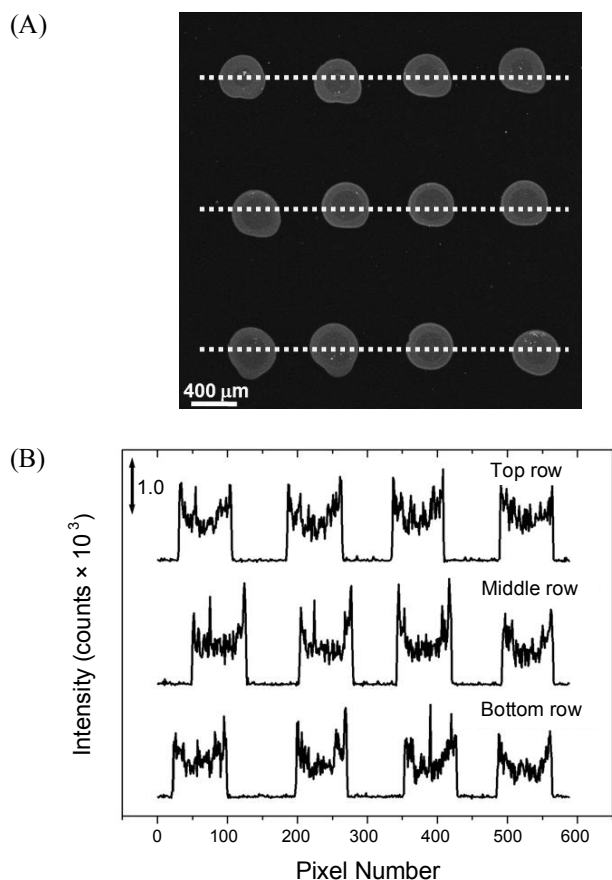 (A)
400 µm
(B)
1.0
Top row
Middle row
Bottom row
Intensity (counts × 10³)
0 100 200 300 400 500 600
Pixel Number